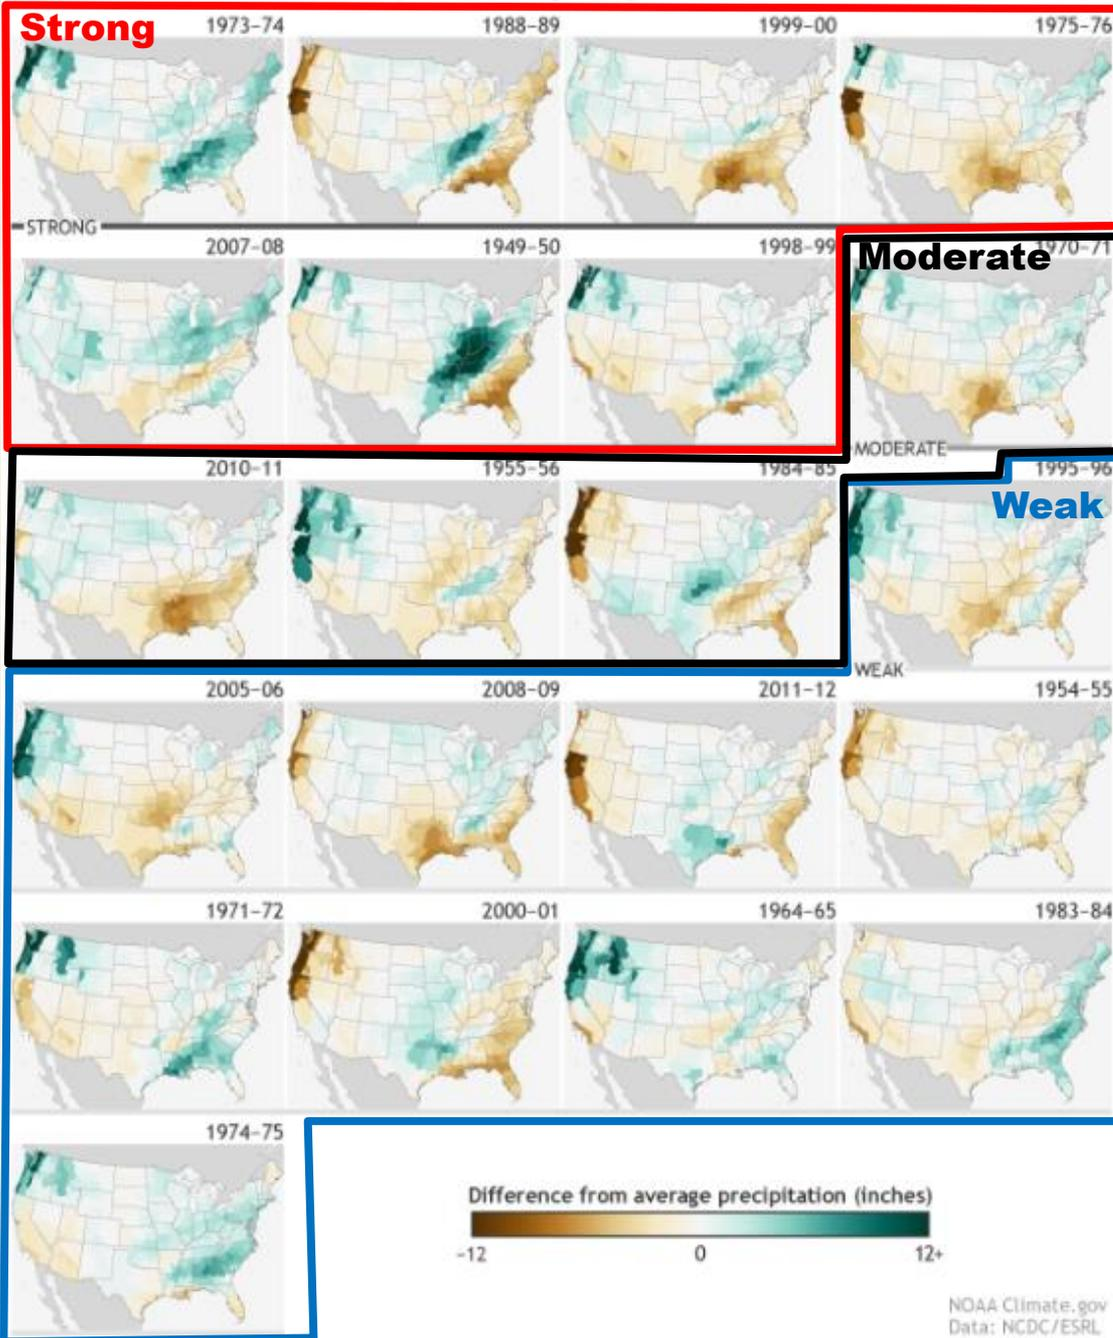 Strong 1973-74 1988-89 1999-00 1975-76
STRONG
2007-08 1949-50 1998-99 Moderate 1970-71
MODERATE
2010-11 1955-56 1984-85 1995-96
Weak
WEAK
2005-06 2008-09 2011-12 1954-55
1971-72 2000-01 1964-65 1983-84
1974-75
Difference from average precipitation (inches)
-12 0 12+
NOAA Climate.gov
Data: NCDC/ESRL